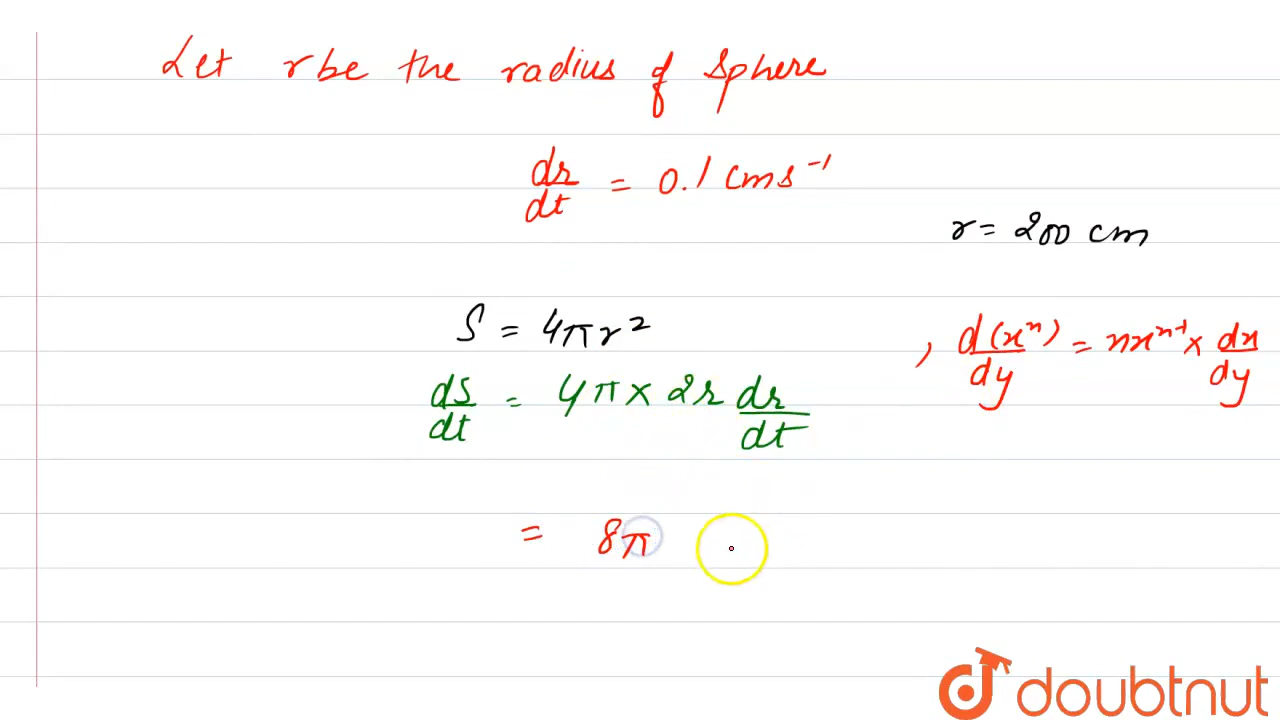 Let r be the radius of sphere
dr/dt = 0.1 cm s⁻¹
r = 200 cm
S = 4πr²
, d(xⁿ)/dy = nxⁿ⁻¹ × dx/dy
dS/dt = 4π × 2r dr/dt
= 8π
doubtnut